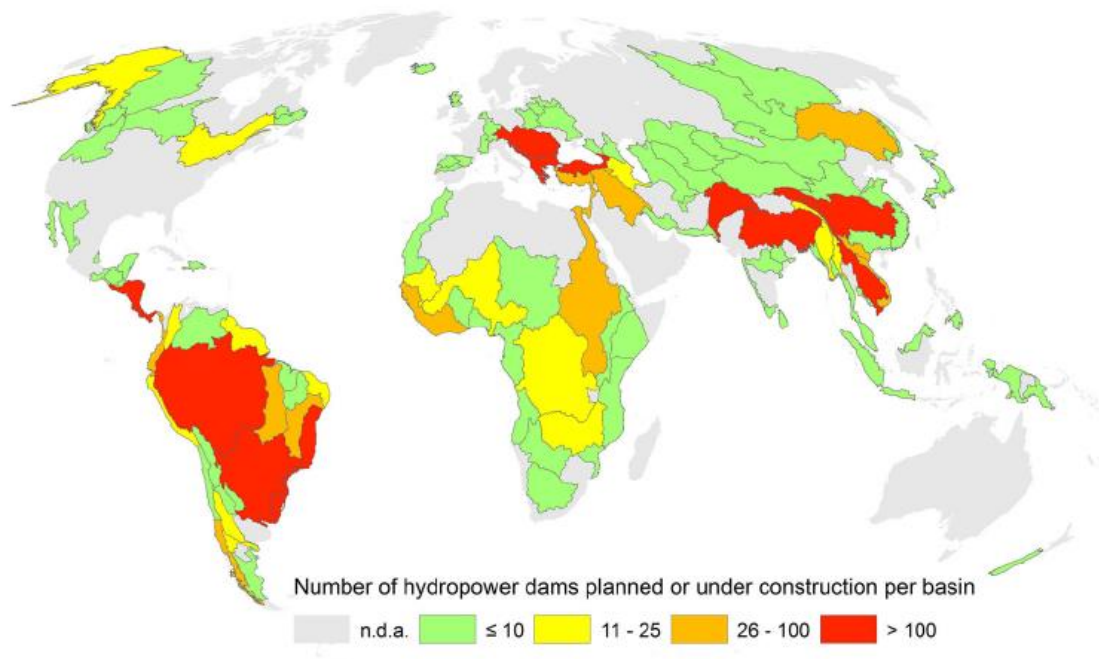 Number of hydropower dams planned or under construction per basin
n.d.a. ≤ 10 11 - 25 26 - 100 > 100